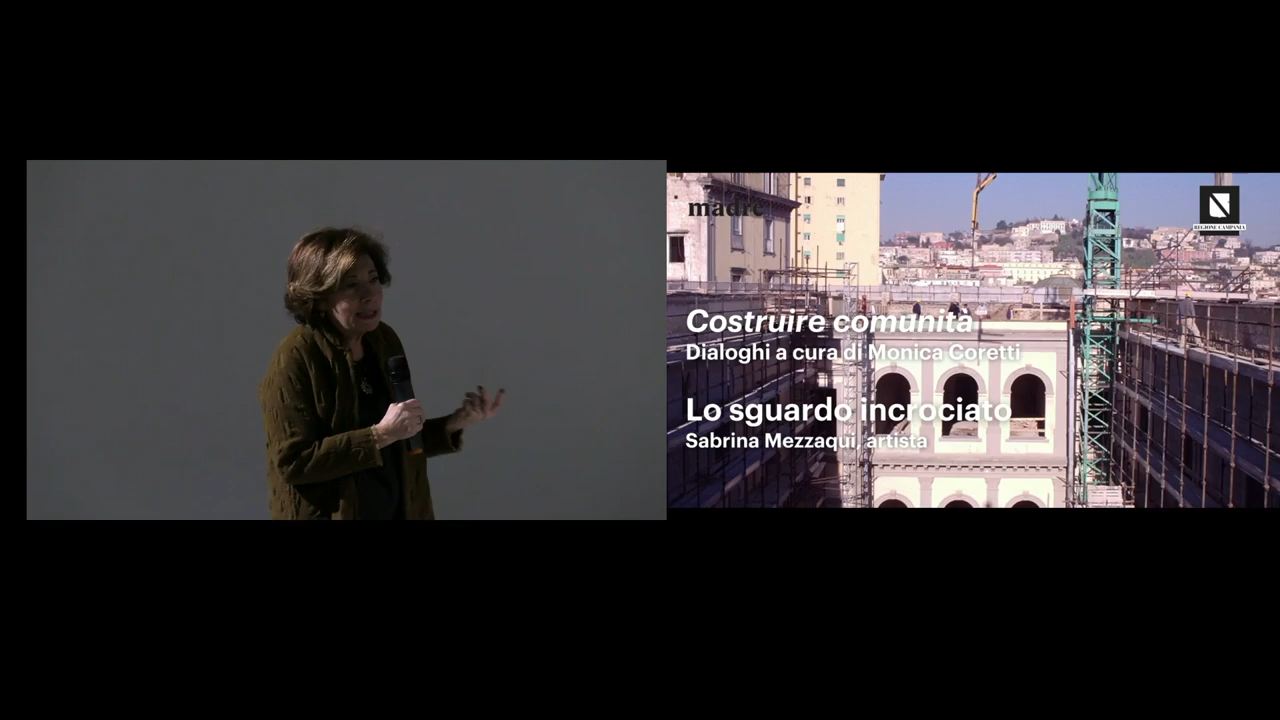 madre
REGIONE CAMPANIA
Costruire comunità
Dialoghi a cura di Monica Coretti
Lo sguardo incrociato
Sabrina Mezzaqui, artista